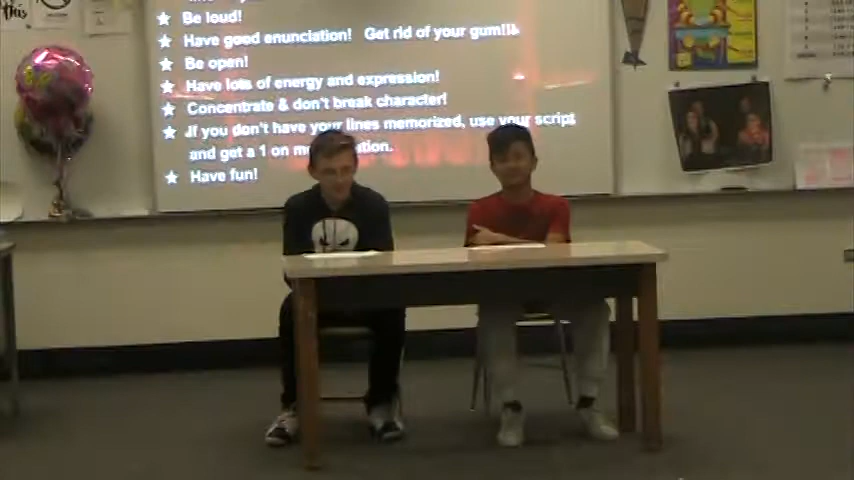 this
★ Be loud!
★ Have good enunciation! Get rid of your gum!!!
★ Be open!
★ Have lots of energy and expression!
★ Concentrate & don't break character!
★ If you don't have your lines memorized, use your script
and get a 1 on
★ Have fun!